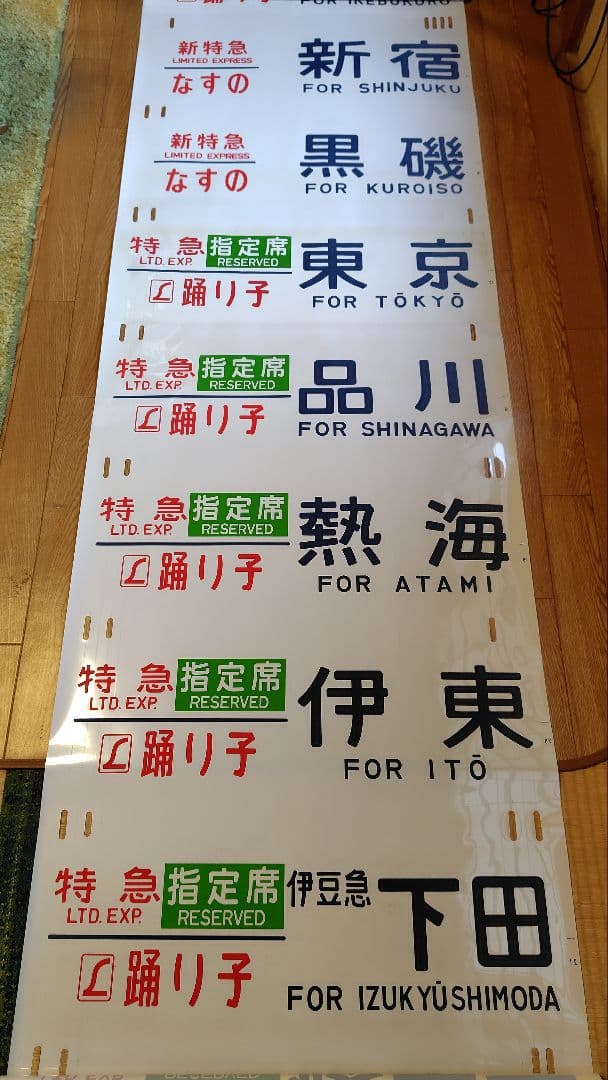 踊り子 FOR IKEBUKURO
新特急
LIMITED EXPRESS
なすの
新宿
FOR SHINJUKU
新特急
LIMITED EXPRESS
なすの
黒磯
FOR KUROISO
特急 指定席
LTD. EXP. RESERVED
L 踊り子
東京
FOR TŌKYŌ
特急 指定席
LTD. EXP. RESERVED
L 踊り子
品川
FOR SHINAGAWA
特急 指定席
LTD. EXP. RESERVED
L 踊り子
熱海
FOR ATAMI
特急 指定席
LTD. EXP. RESERVED
L 踊り子
伊東
FOR ITŌ
特急 指定席
LTD. EXP. RESERVED
L 踊り子
伊豆急下田
FOR IZUKYŪSHIMODA